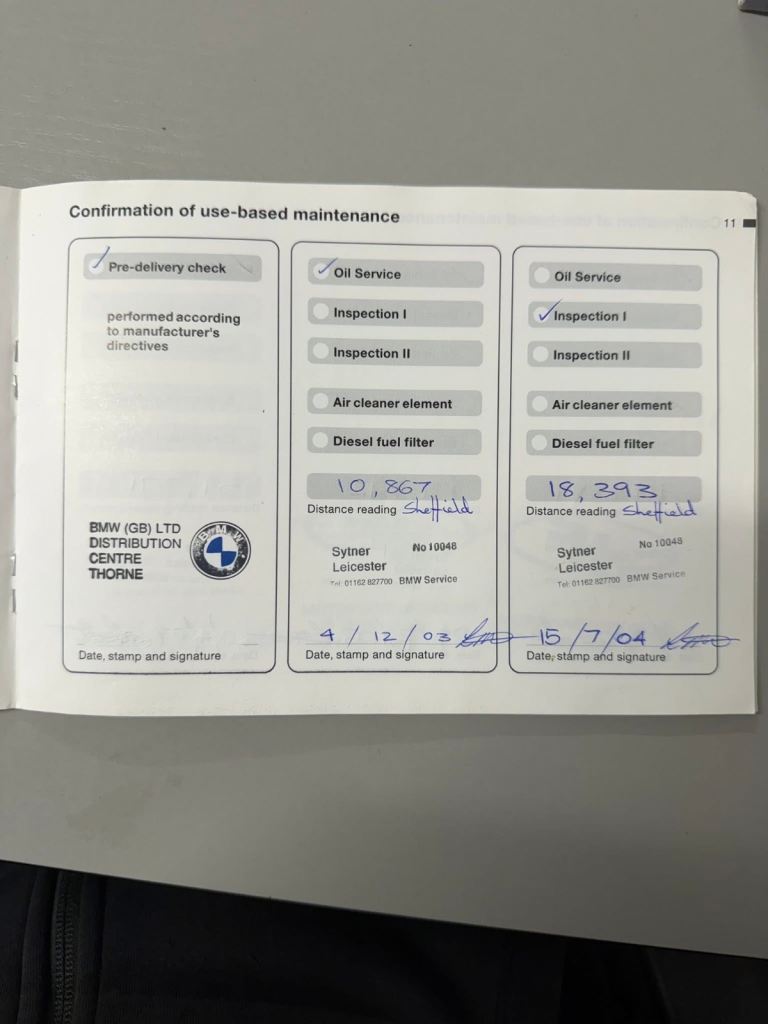 Confirmation of use-based maintenance
11
Pre-delivery check
performed according
to manufacturer's
directives
BMW (GB) LTD
DISTRIBUTION
CENTRE
THORNE
BMW
Date, stamp and signature
Oil Service
Inspection I
Inspection II
Air cleaner element
Diesel fuel filter
10,867
Distance reading Sheffield
Sytner No 10048
Leicester
Tel: 01162 827700 BMW Service
4/12/03
Date, stamp and signature
Oil Service
Inspection I
Inspection II
Air cleaner element
Diesel fuel filter
18,393
Distance reading Sheffield
Sytner No 10048
Leicester
Tel: 01162 827700 BMW Service
15/7/04
Date, stamp and signature